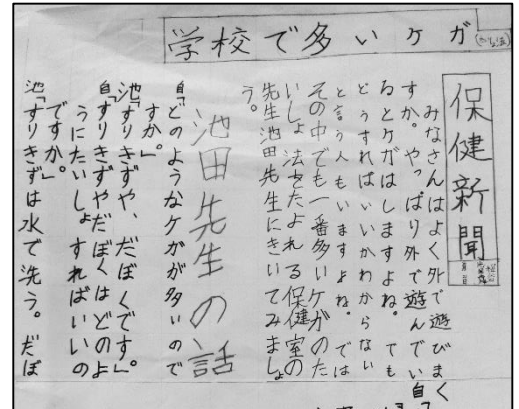 保健新聞
学校で多いケガ
みなさんはよく外で遊びま
すか。やっぱり外で遊んでい
るとケガはしますよね。でも
どうすればいいかわからない
と言う人もいますよね。では
その中でも一番多いケガのた
いしょ法をたよれる保健室の
先生池田先生にきいてみましょ
う。
池田先生の話
自「どのようなケガが多いので
すか。」
池「すりきずや、だぼくです。」
自「すりきずやだぼくはどのよ
うにたいしょすればいいの
ですか。」
池「すりきずは水で洗う。だぼ